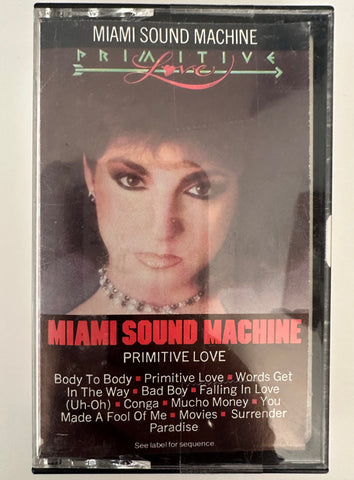 MIAMI SOUND MACHINE
PRIMITIVE
Love
MIAMI SOUND MACHINE
PRIMITIVE LOVE
Body To Body ▪ Primitive Love ▪ Words Get
In The Way ▪ Bad Boy ▪ Falling In Love
(Uh-Oh) ▪ Conga ▪ Mucho Money ▪ You
Made A Fool Of Me ▪ Movies ▪ Surrender
Paradise
See label for sequence